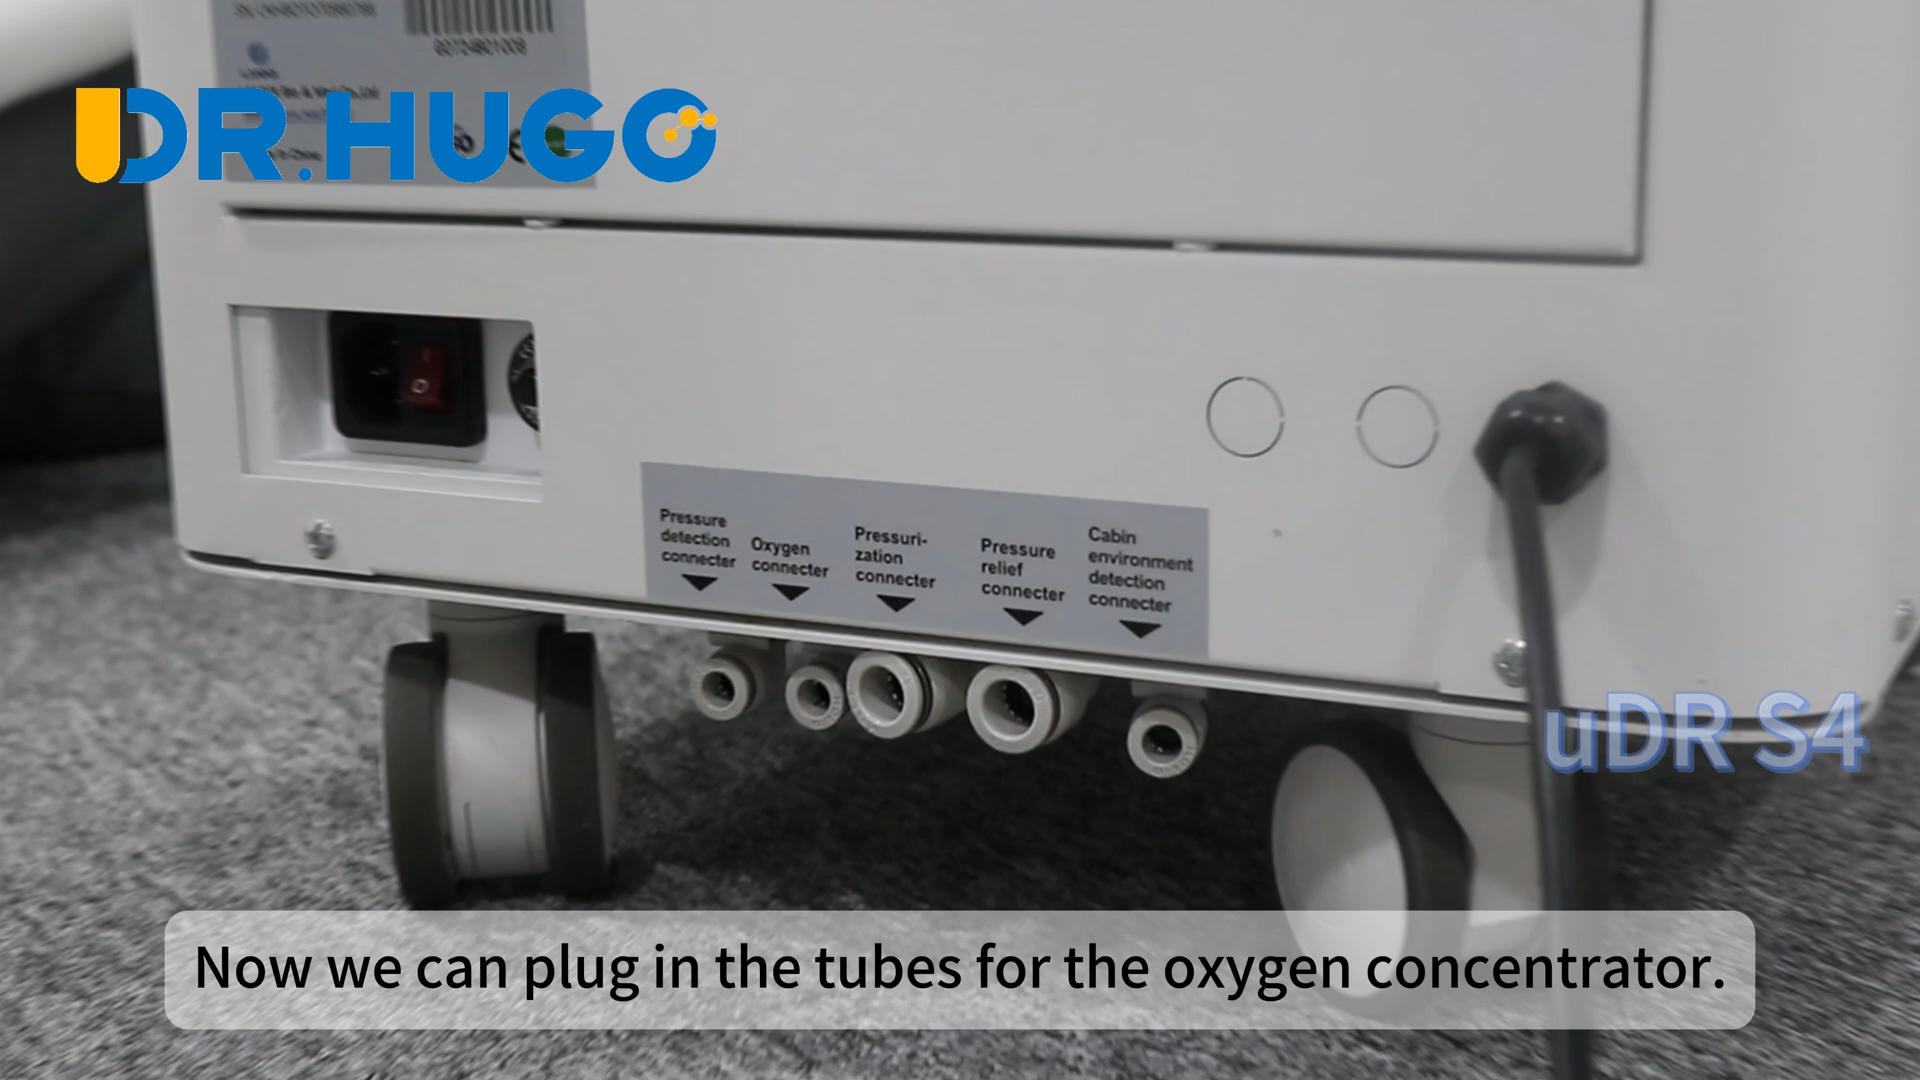 60724801008
DR.HUGO
Pressure
detection
connecter
Oxygen
connecter
Pressuri-
zation
connecter
Pressure
relief
connecter
Cabin
environment
detection
connecter
uDR S4
Now we can plug in the tubes for the oxygen concentrator.